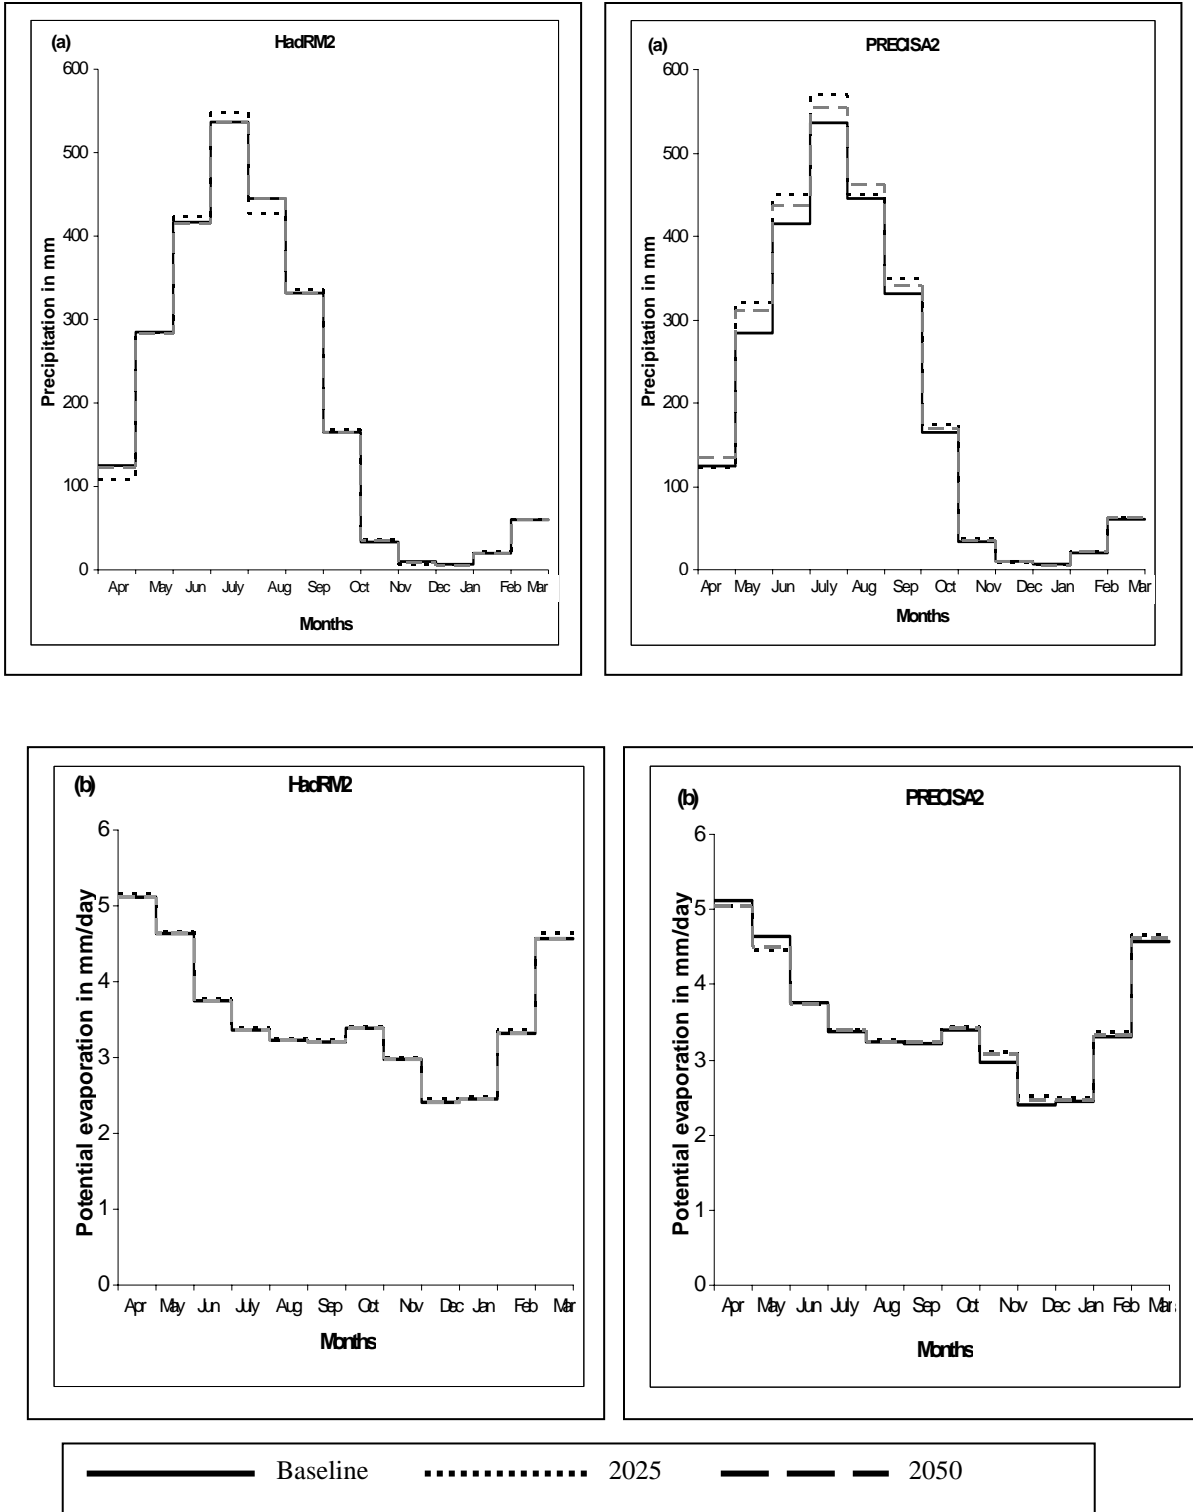 (a) HadRM2
600
500
400
300
200
100
0
Precipitation in mm
Apr May Jun July Aug Sep Oct Nov Dec Jan Feb Mar
Months
(a) PRECISA2
600
500
400
300
200
100
0
Precipitation in mm
Apr May Jun July Aug Sep Oct Nov Dec Jan Feb Mar
Months
(b) HadRM2
6
5
4
3
2
1
0
Potential evaporation in mm/day
Apr May Jun July Aug Sep Oct Nov Dec Jan Feb Mar
Months
(b) PRECISA2
6
5
4
3
2
1
0
Potential evaporation in mm/day
Apr May Jun July Aug Sep Oct Nov Dec Jan Feb Mar
Months
Baseline 2025 2050